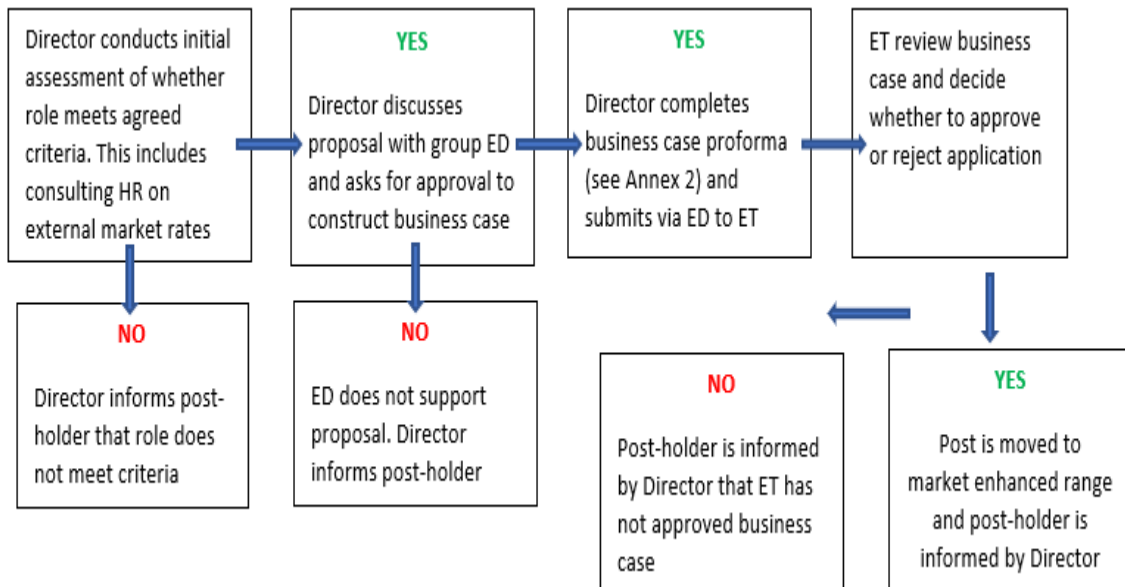 Director conducts initial
assessment of whether
role meets agreed
criteria. This includes
consulting HR on
external market rates
YES
Director discusses
proposal with group ED
and asks for approval to
construct business case
YES
Director completes
business case proforma
(see Annex 2) and
submits via ED to ET
ET review business
case and decide
whether to approve
or reject application
NO
Director informs post-
holder that role does
not meet criteria
NO
ED does not support
proposal. Director
informs post-holder
NO
Post-holder is informed
by Director that ET has
not approved business
case
YES
Post is moved to
market enhanced range
and post-holder is
informed by Director